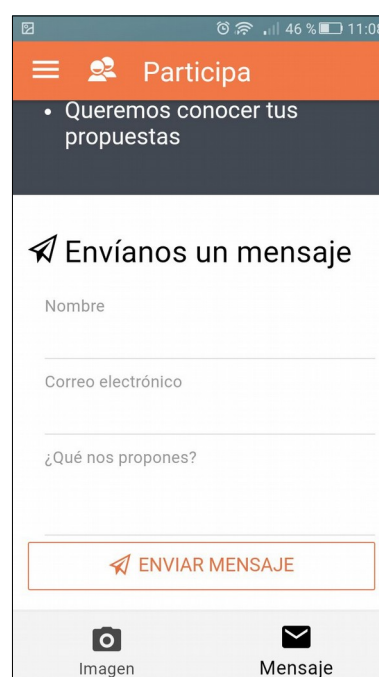 46 % 11:08
Participa
• Queremos conocer tus
propuestas
Envíanos un mensaje
Nombre
Correo electrónico
¿Qué nos propones?
ENVIAR MENSAJE
Imagen Mensaje